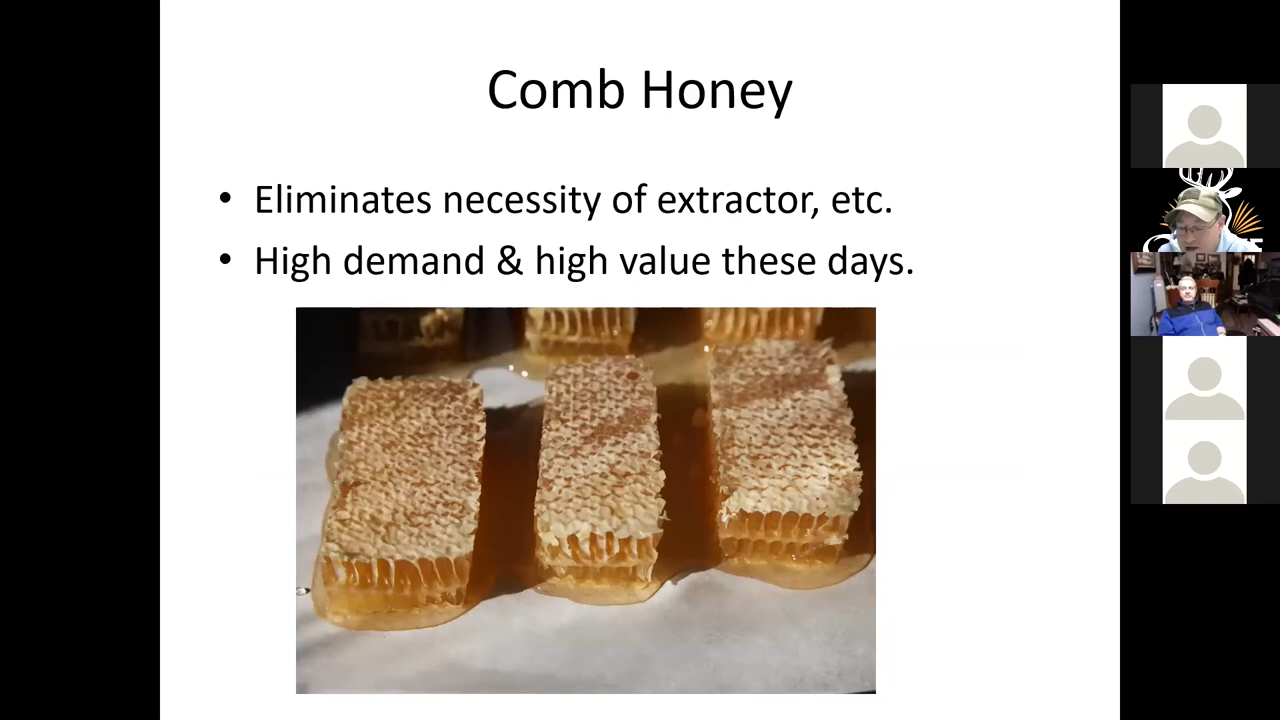 Comb Honey
• Eliminates necessity of extractor, etc.
• High demand & high value these days.